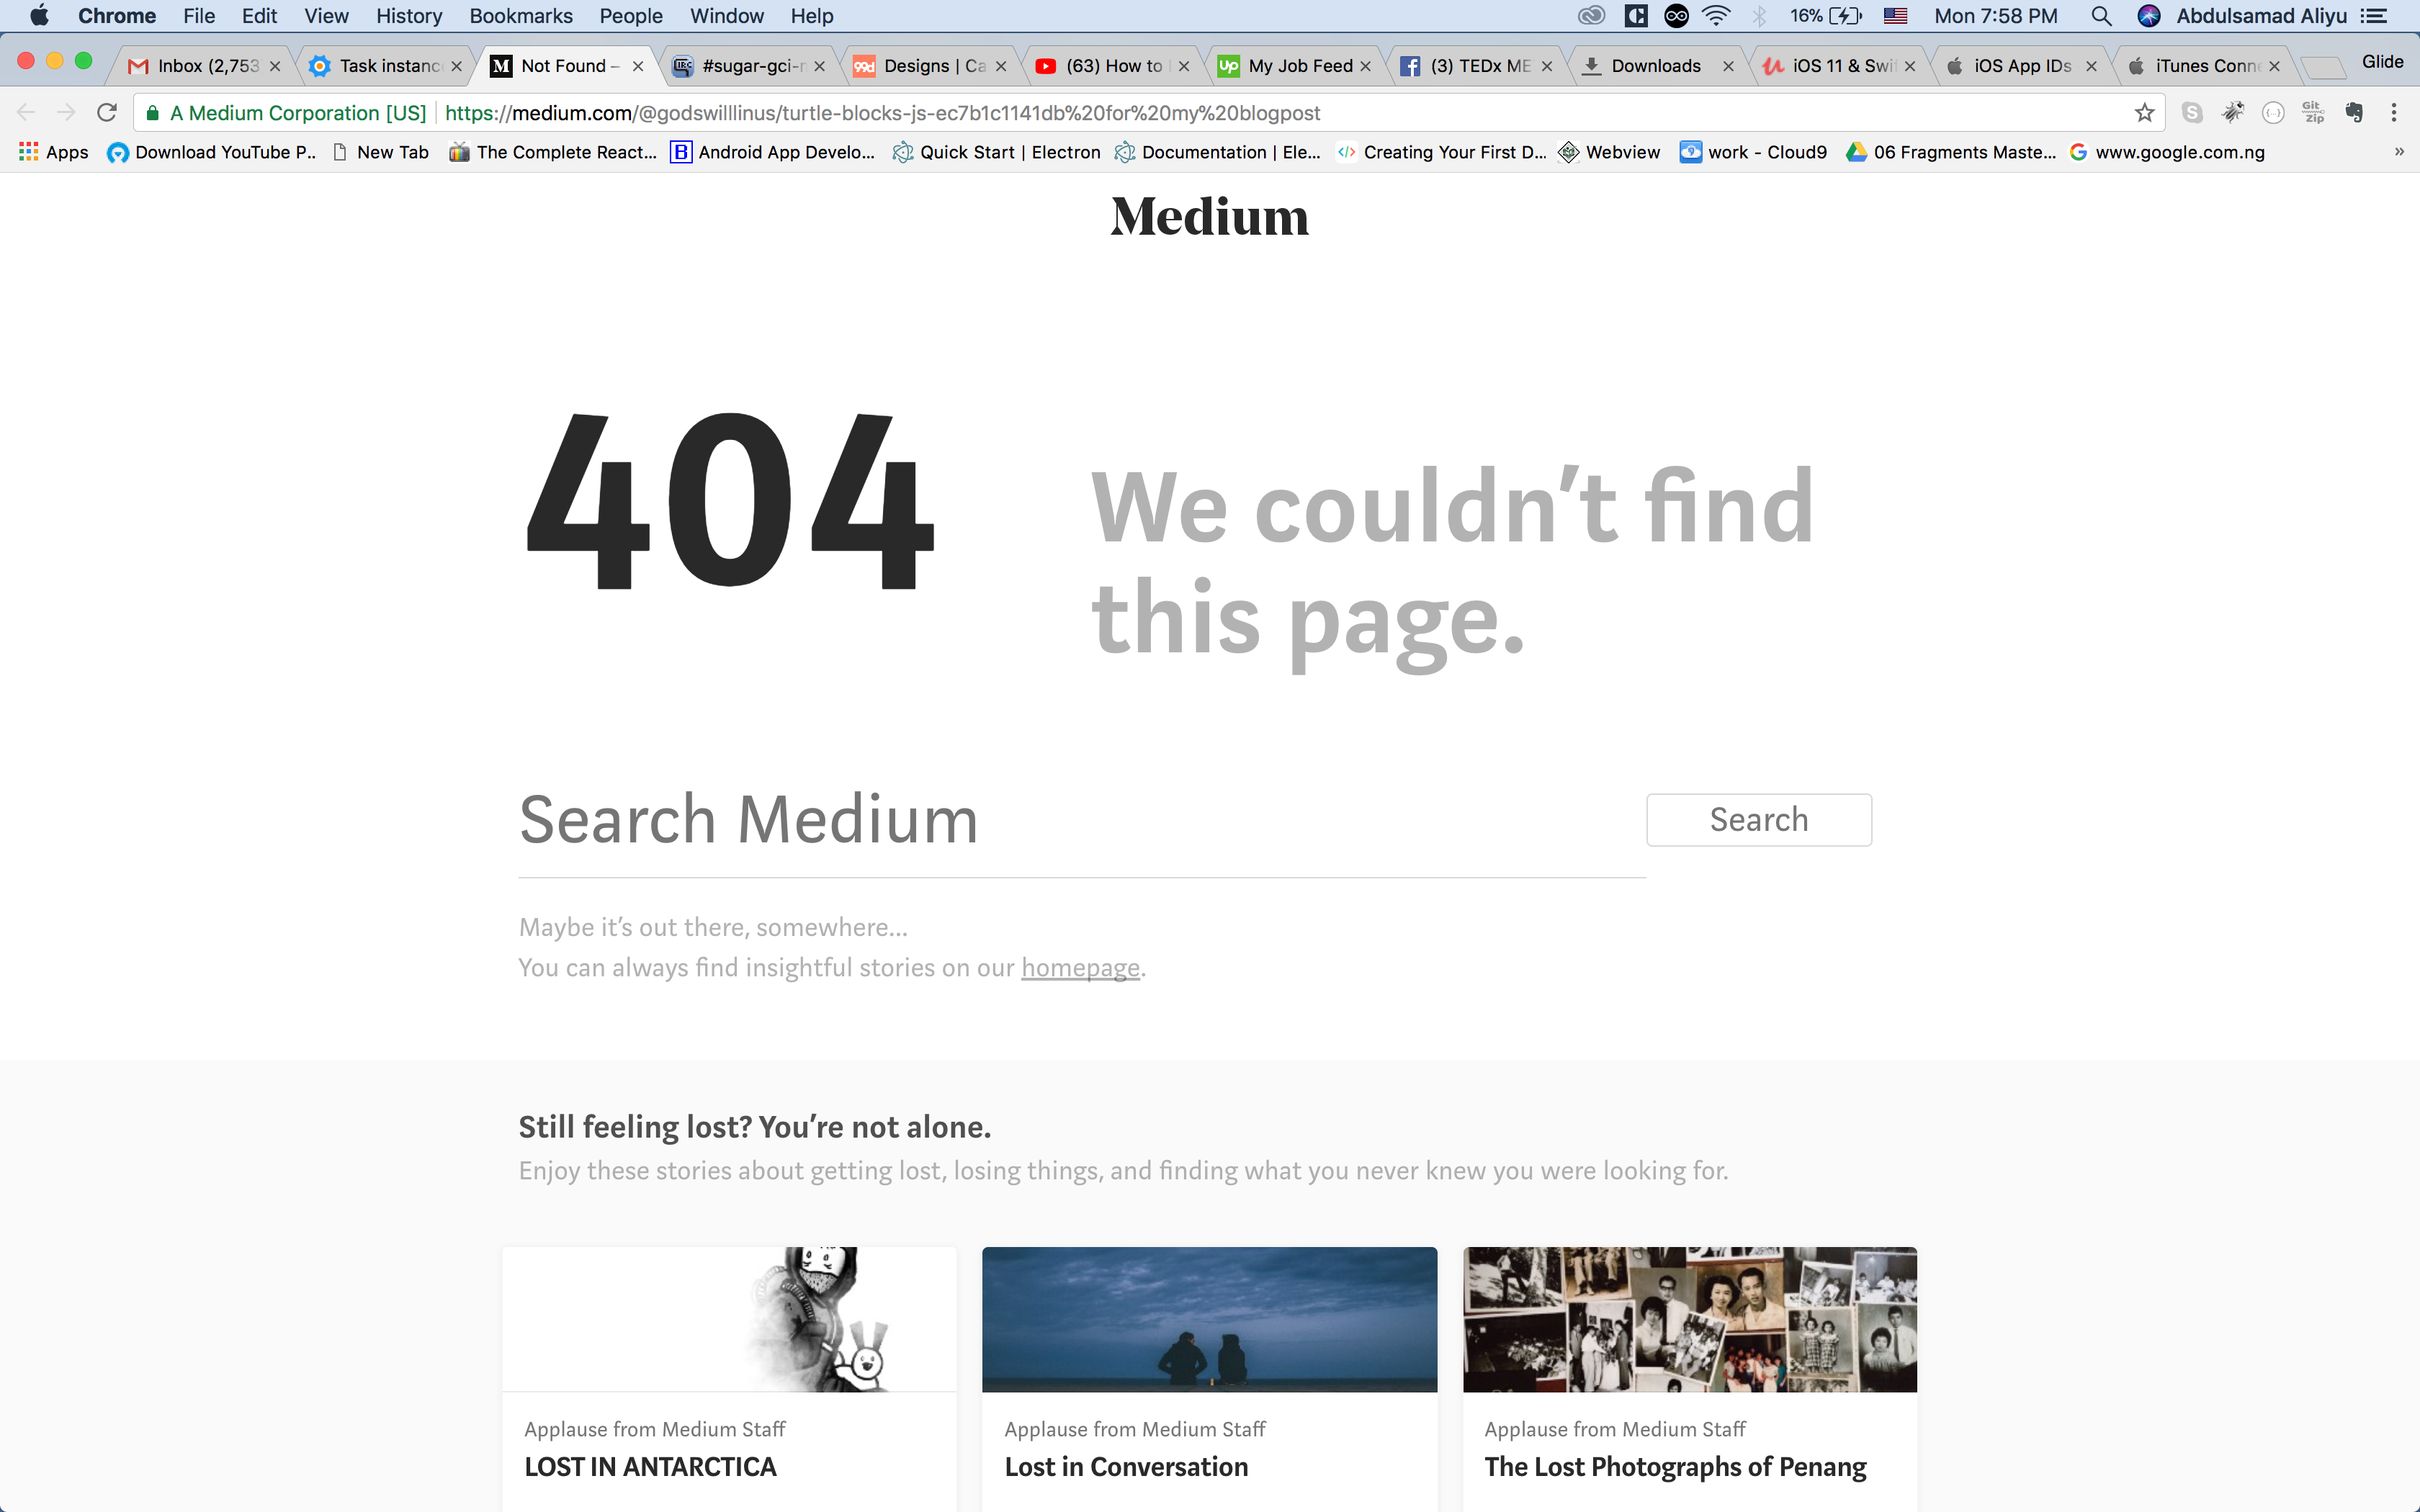 Chrome File Edit View History Bookmarks People Window Help 16% Mon 7:58 PM Abdulsamad Aliyu
Inbox (2,753 Task instanc Not Found – #sugar-gci-r Designs | Ca (63) How to My Job Feed (3) TEDx ME Downloads iOS 11 & Swi iOS App IDs iTunes Conn Glide
A Medium Corporation [US] https://medium.com/@godswilllinus/turtle-blocks-js-ec7b1c1141db%20for%20my%20blogpost
Apps Download YouTube P... New Tab The Complete React... Android App Develo... Quick Start | Electron Documentation | Ele... Creating Your First D... Webview work - Cloud9 06 Fragments Maste... www.google.com.ng »
Medium
404
We couldn’t find
this page.
Search Medium Search
Maybe it’s out there, somewhere...
You can always find insightful stories on our homepage.
Still feeling lost? You’re not alone.
Enjoy these stories about getting lost, losing things, and finding what you never knew you were looking for.
Applause from Medium Staff
LOST IN ANTARCTICA
Applause from Medium Staff
Lost in Conversation
Applause from Medium Staff
The Lost Photographs of Penang